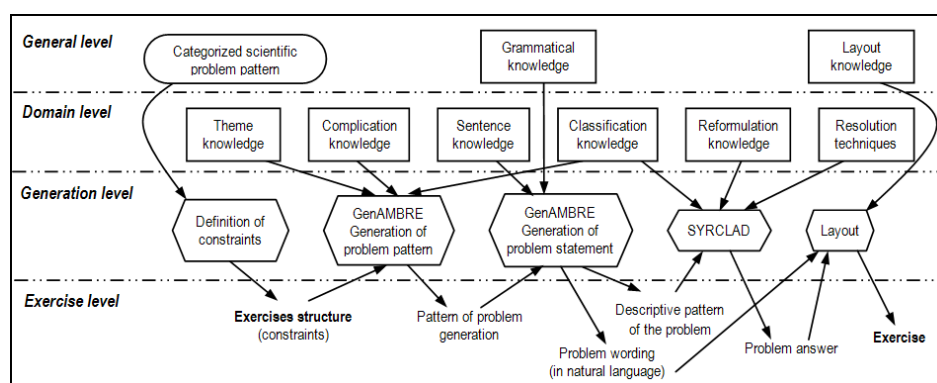 General level
Categorized scientific
problem pattern
Grammatical
knowledge
Layout
knowledge
Domain level
Theme
knowledge
Complication
knowledge
Sentence
knowledge
Classification
knowledge
Reformulation
knowledge
Resolution
techniques
Generation level
Definition of
constraints
GenAMBRE
Generation of
problem pattern
GenAMBRE
Generation of
problem statement
SYRCLAD
Layout
Exercise level
Exercises structure
(constraints)
Pattern of problem
generation
Descriptive pattern
of the problem
Problem wording
(in natural language)
Problem answer
Exercise